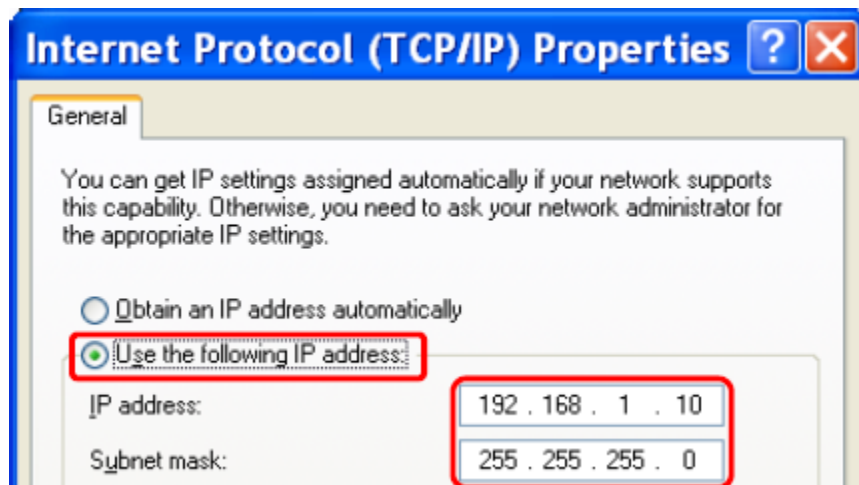 Internet Protocol (TCP/IP) Properties
General
You can get IP settings assigned automatically if your network supports
this capability. Otherwise, you need to ask your network administrator for
the appropriate IP settings.
Obtain an IP address automatically
Use the following IP address:
IP address: 192 . 168 . 1 . 10
Subnet mask: 255 . 255 . 255 . 0